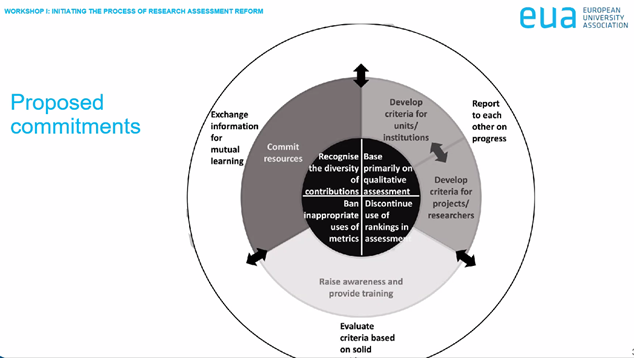 WORKSHOP I: INITIATING THE PROCESS OF RESEARCH ASSESSMENT REFORM
eua
EUROPEAN
UNIVERSITY
ASSOCIATION
Proposed
commitments
Exchange
information
for
mutual
learning
Commit
resources
Develop
criteria for
units/
institutions
Report
to each
other on
progress
Develop
criteria for
projects/
researchers
Recognise
the diversity
of
contributions
Base
primarily on
qualitative
assessment
Ban
inappropriate
uses of
metrics
Discontinue
use of
rankings in
assessm
Raise awareness and
provide training
Evaluate
criteria based
on solid